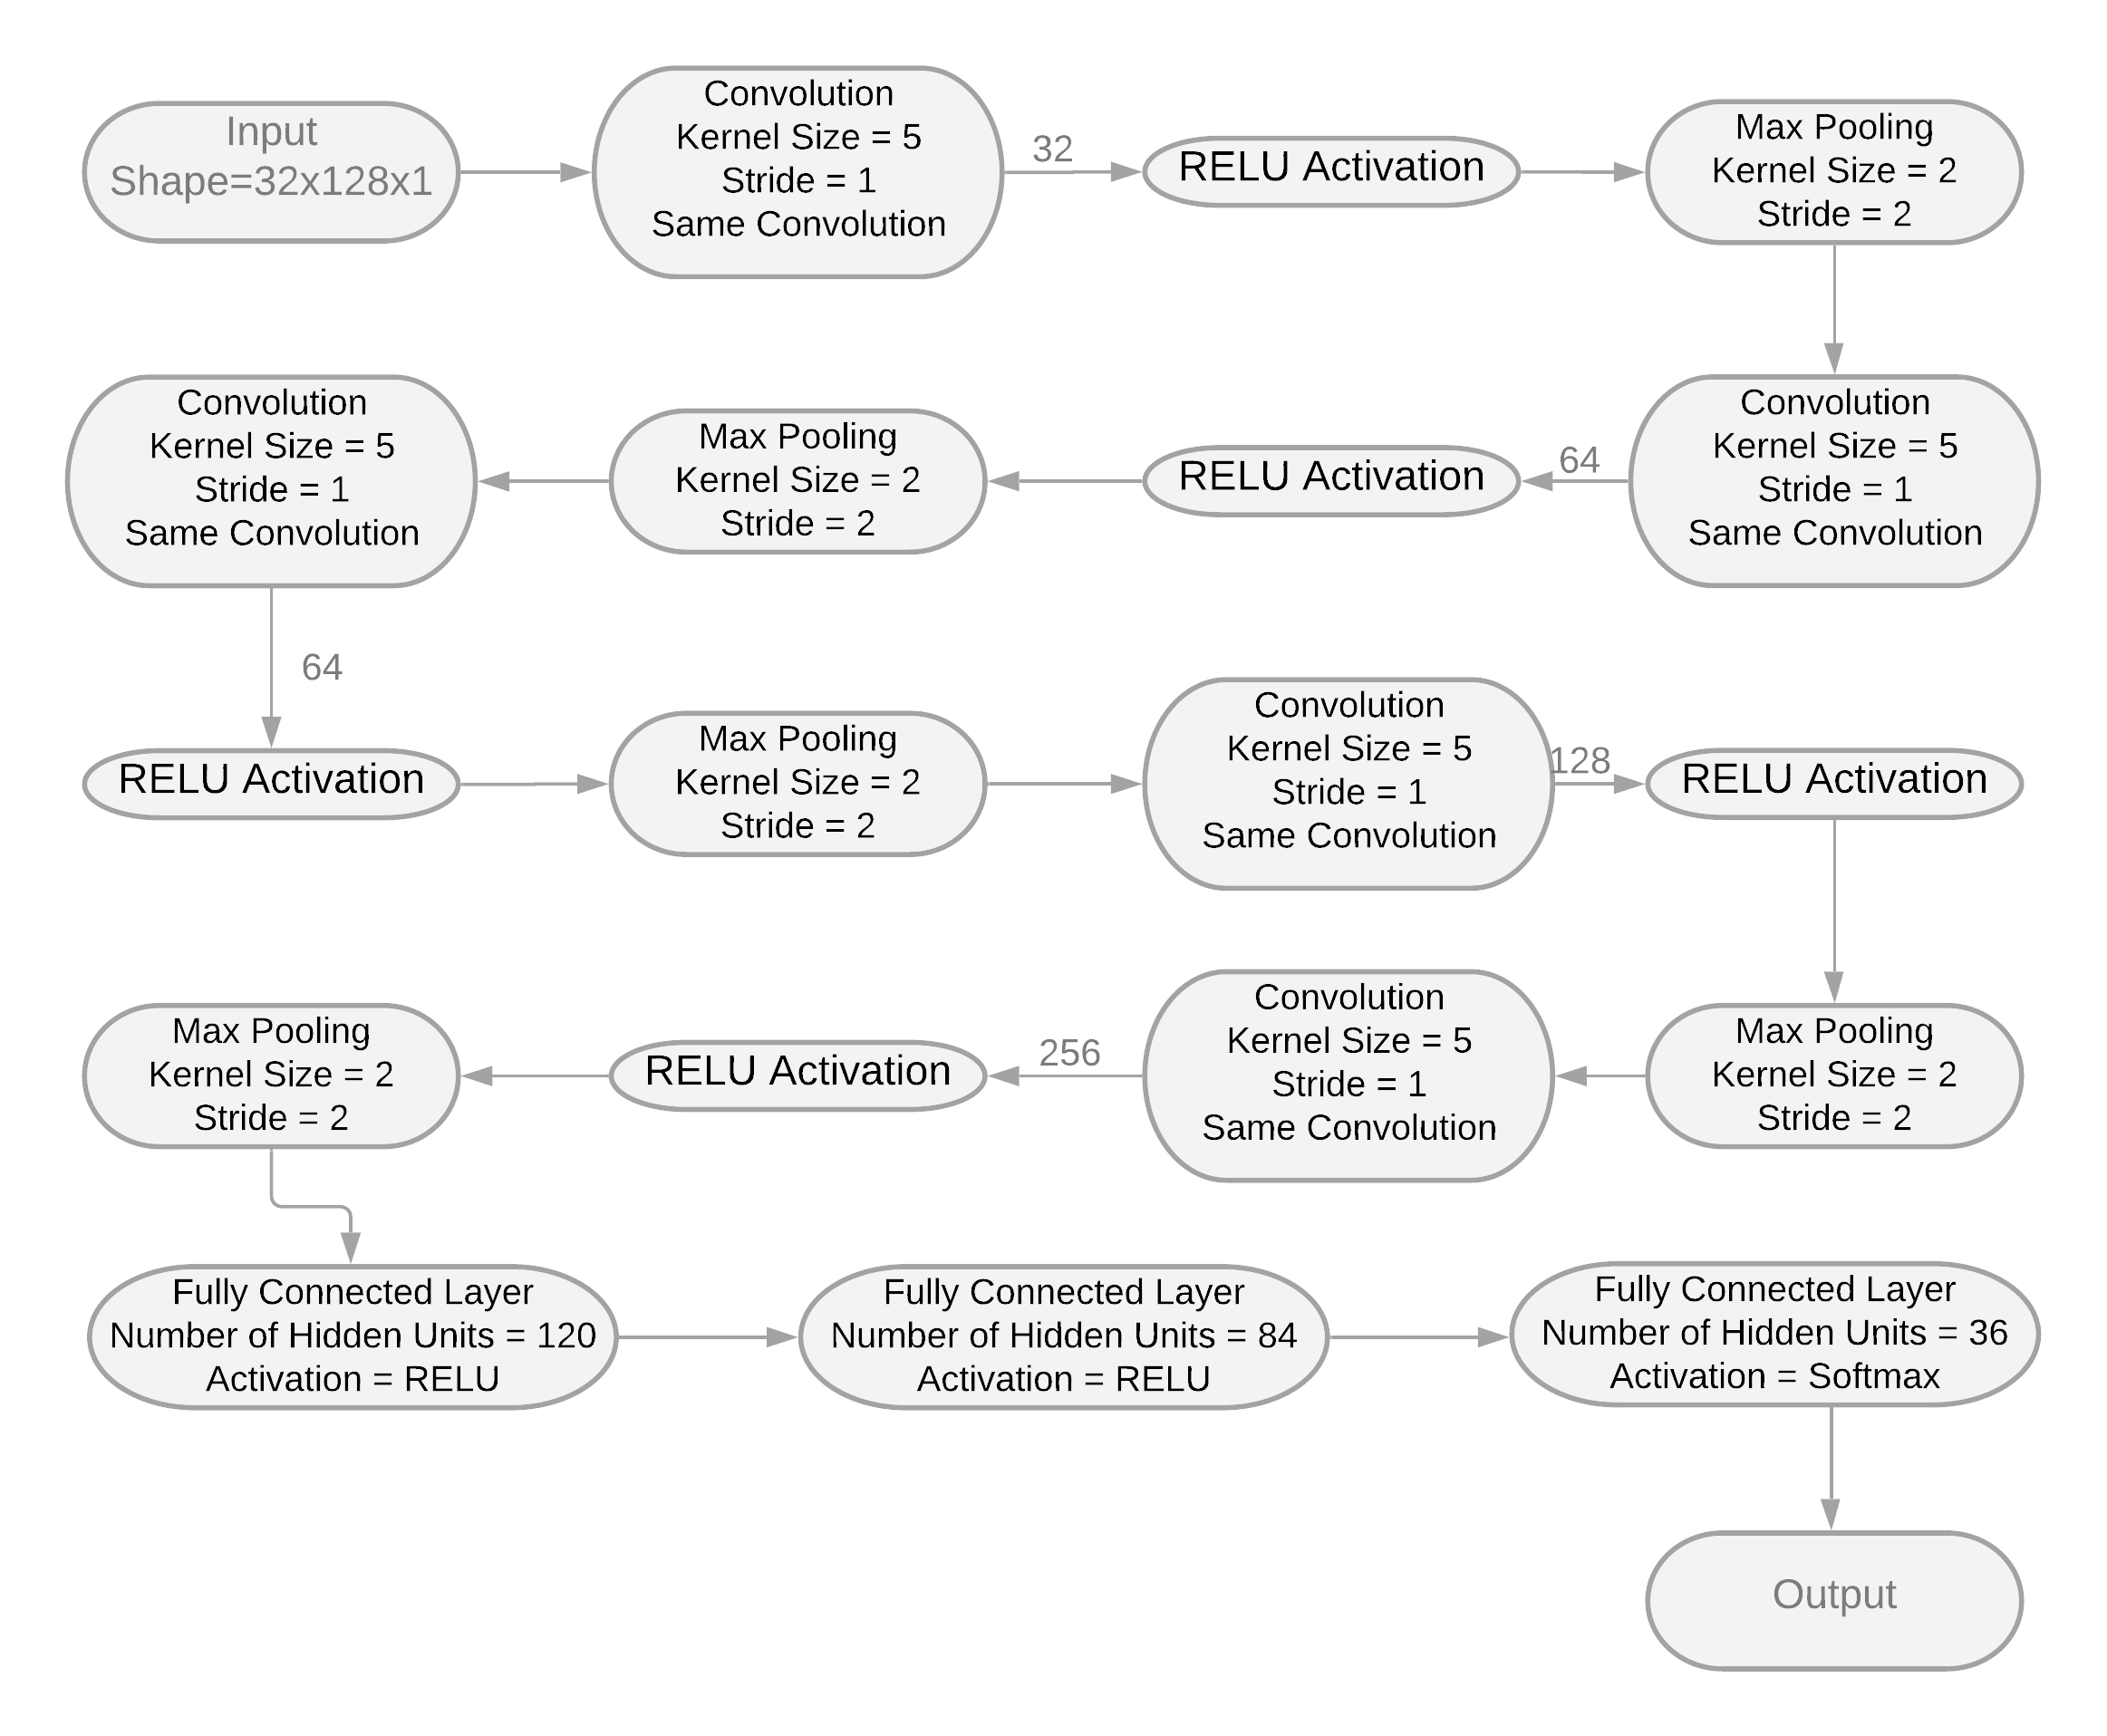 Input
Shape=32x128x1
Convolution
Kernel Size = 5
Stride = 1
Same Convolution
32
RELU Activation
Max Pooling
Kernel Size = 2
Stride = 2
Convolution
Kernel Size = 5
Stride = 1
Same Convolution
64
RELU Activation
Max Pooling
Kernel Size = 2
Stride = 2
Convolution
Kernel Size = 5
Stride = 1
Same Convolution
64
RELU Activation
Max Pooling
Kernel Size = 2
Stride = 2
Convolution
Kernel Size = 5
Stride = 1
Same Convolution
128
RELU Activation
Max Pooling
Kernel Size = 2
Stride = 2
Convolution
Kernel Size = 5
Stride = 1
Same Convolution
256
RELU Activation
Max Pooling
Kernel Size = 2
Stride = 2
Fully Connected Layer
Number of Hidden Units = 120
Activation = RELU
Fully Connected Layer
Number of Hidden Units = 84
Activation = RELU
Fully Connected Layer
Number of Hidden Units = 36
Activation = Softmax
Output